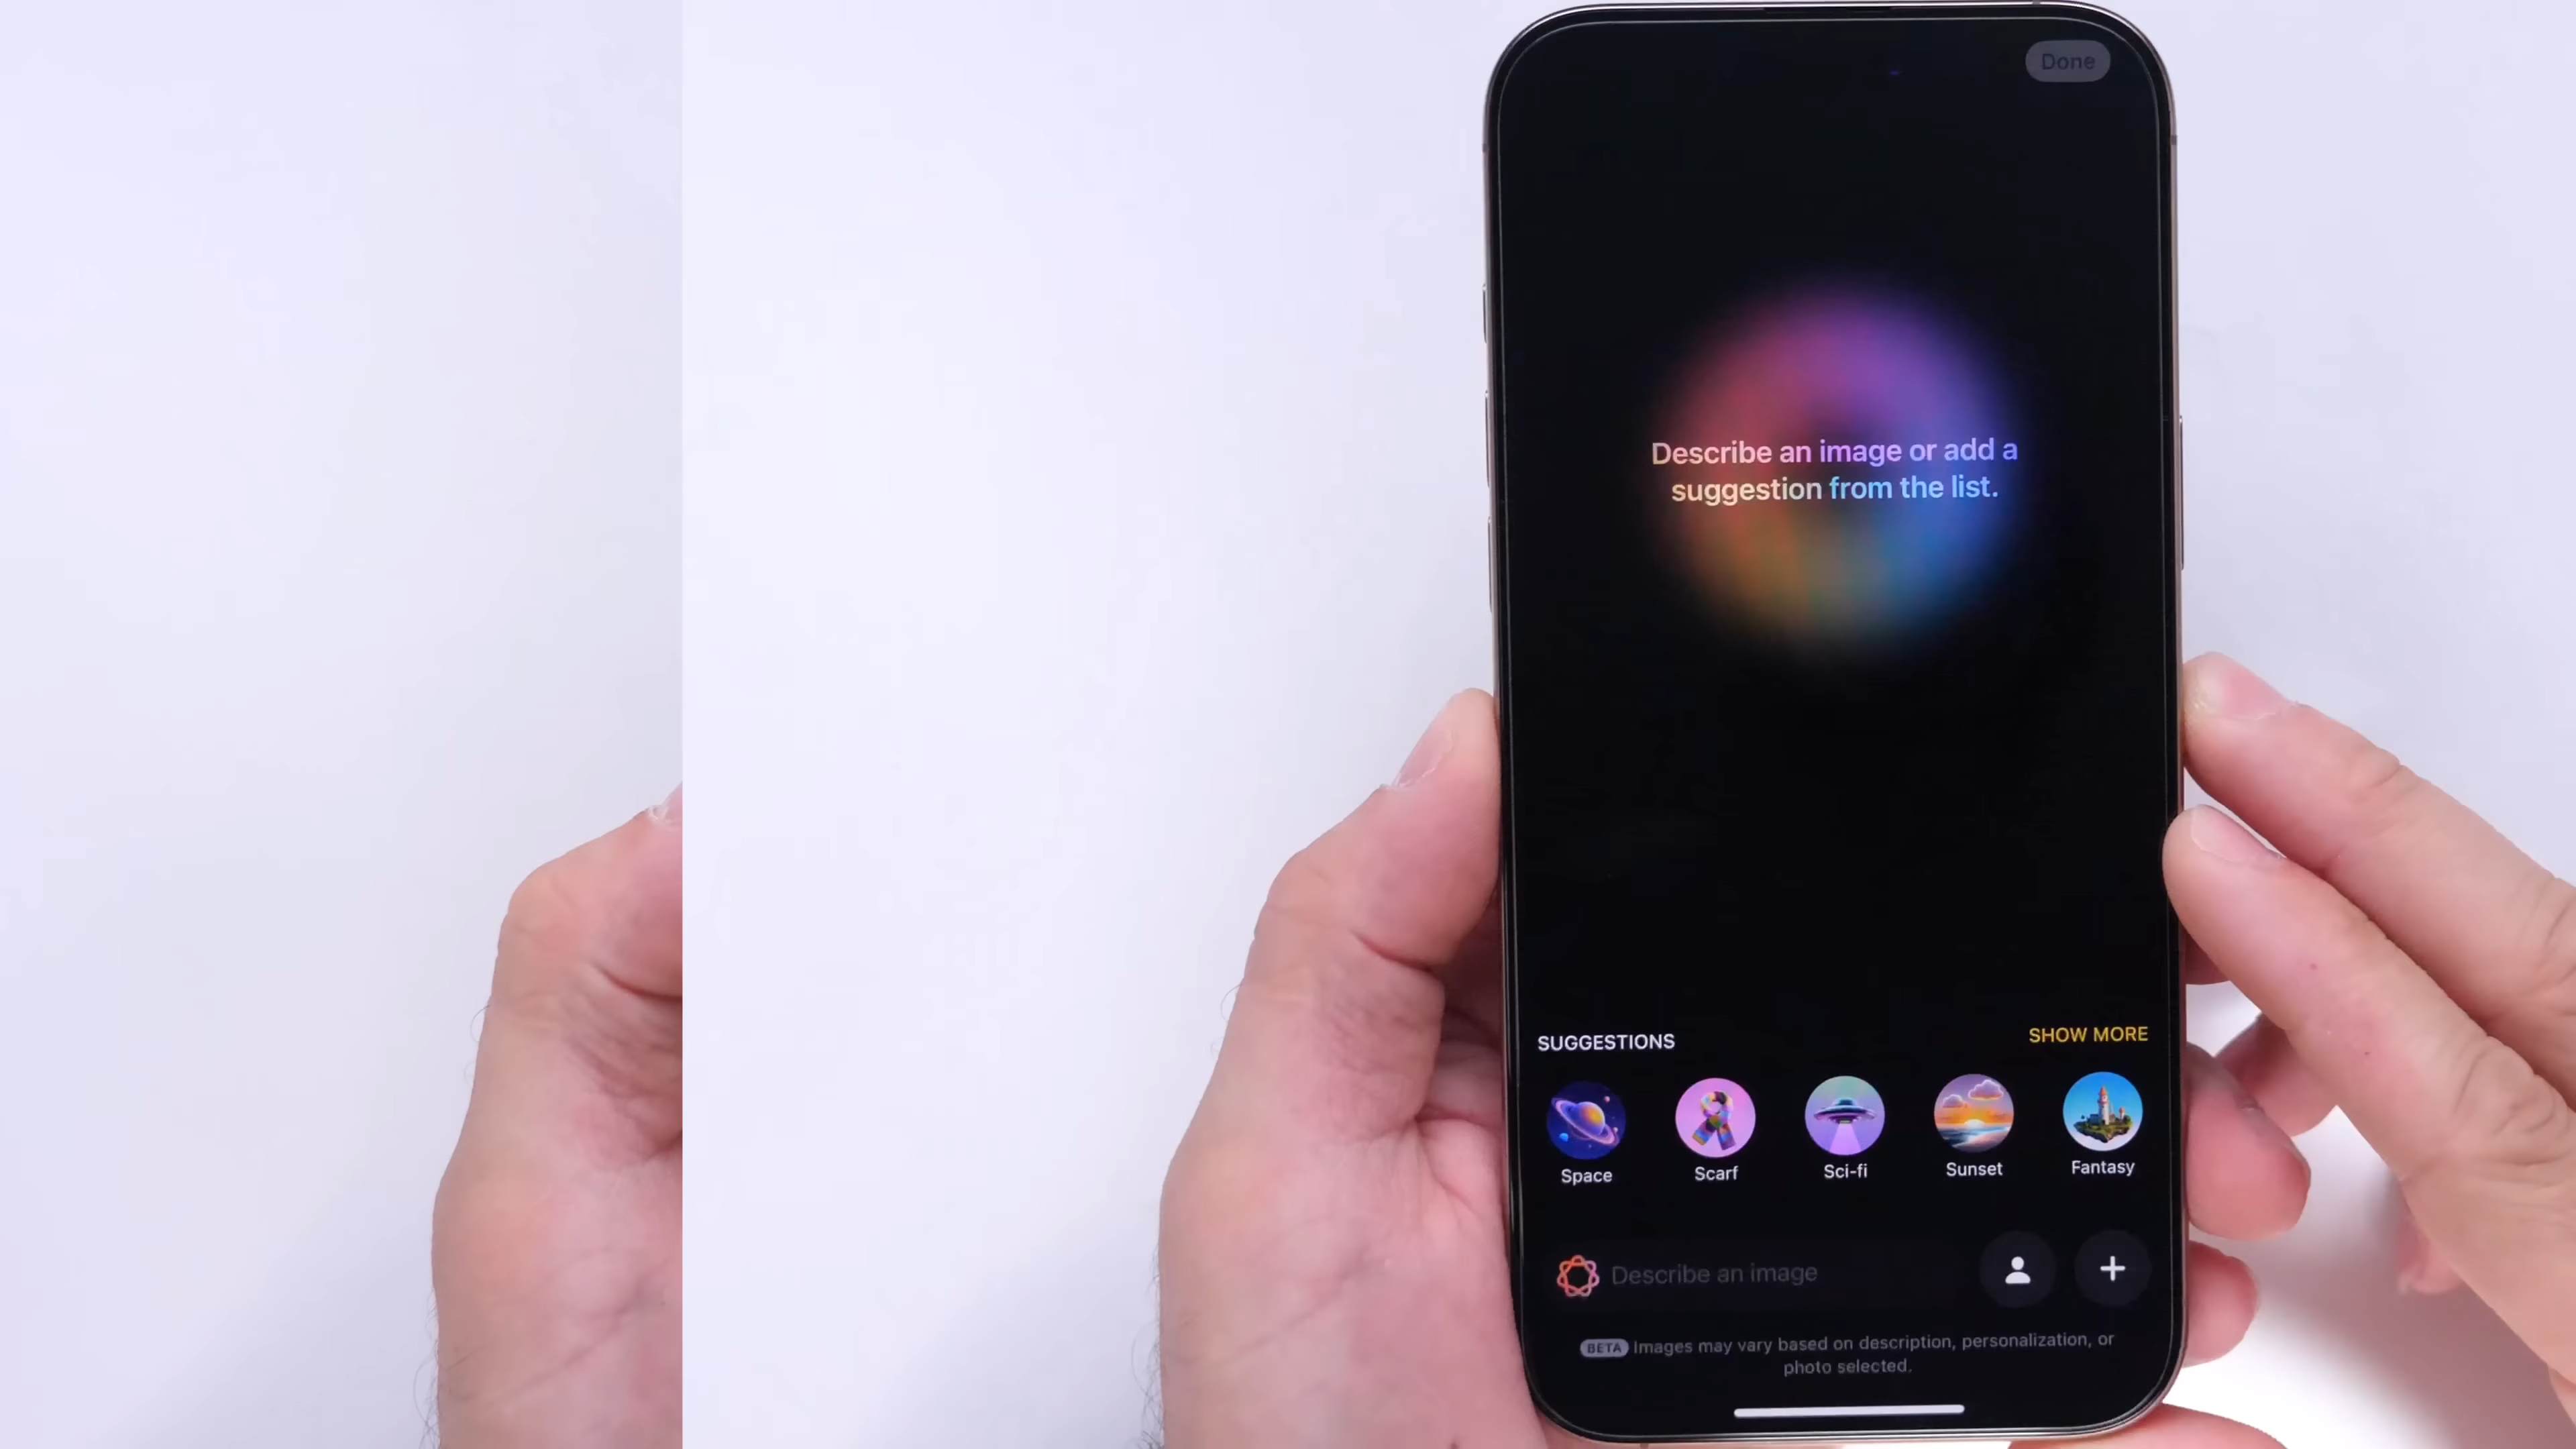 Done
Describe an image or add a
suggestion from the list.
SUGGESTIONS
SHOW MORE
Space
Scarf
Sci-fi
Sunset
Fantasy
Describe an image
BETA Images may vary based on description, personalization, or
photo selected.